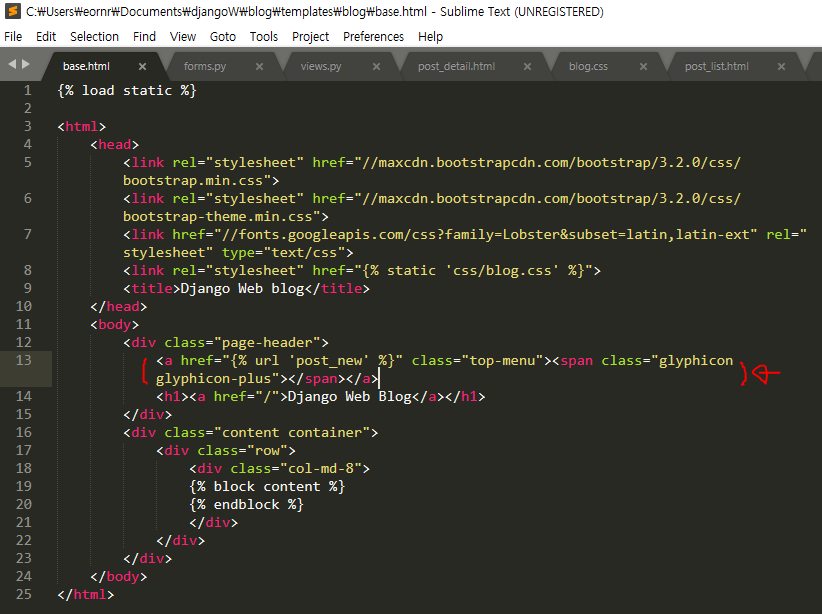 C:₩Users₩eornr₩Documents₩djangoW₩blog₩templates₩blog₩base.html - Sublime Text (UNREGISTERED)
File Edit Selection Find View Goto Tools Project Preferences Help
base.html × forms.py × views.py × post_detail.html × blog.css × post_list.html ×
1 {% load static %}
2
3 <html>
4 <head>
5 <link rel="stylesheet" href="//maxcdn.bootstrapcdn.com/bootstrap/3.2.0/css/
bootstrap.min.css">
6 <link rel="stylesheet" href="//maxcdn.bootstrapcdn.com/bootstrap/3.2.0/css/
bootstrap-theme.min.css">
7 <link href="//fonts.googleapis.com/css?family=Lobster&subset=latin,latin-ext" rel="
stylesheet" type="text/css">
8 <link rel="stylesheet" href="{% static 'css/blog.css' %}">
9 <title>Django Web blog</title>
10 </head>
11 <body>
12 <div class="page-header">
13 <a href="{% url 'post_new' %}" class="top-menu"><span class="glyphicon
glyphicon-plus"></span></a>
14 <h1><a href="/">Django Web Blog</a></h1>
15 </div>
16 <div class="content container">
17 <div class="row">
18 <div class="col-md-8">
19 {% block content %}
20 {% endblock %}
21 </div>
22 </div>
23 </div>
24 </body>
25 </html>